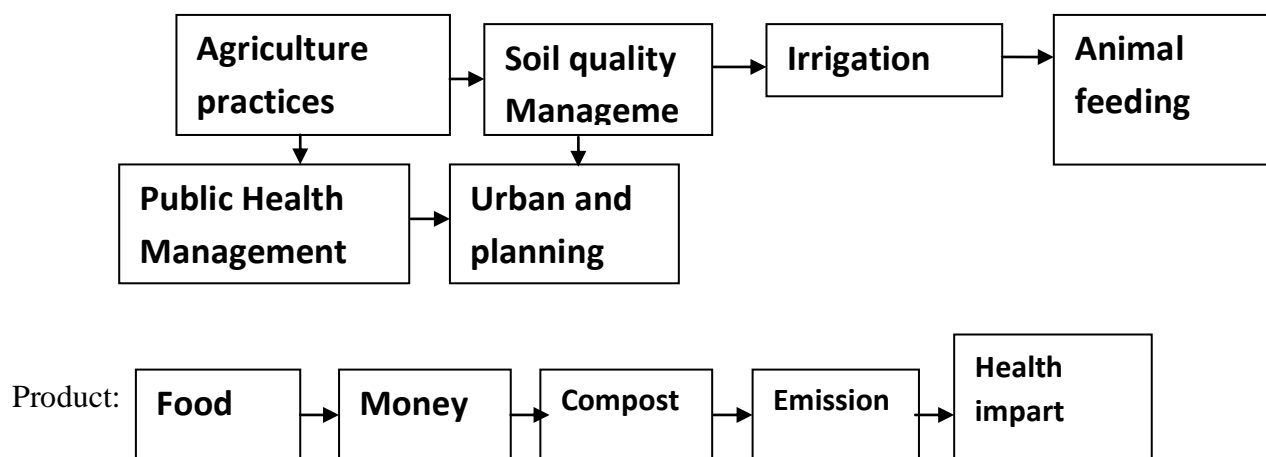 Agriculture
practices
Soil quality
Manageme
Irrigation
Animal
feeding
Public Health
Management
Urban and
planning
Product:
Food
Money
Compost
Emission
Health
impart